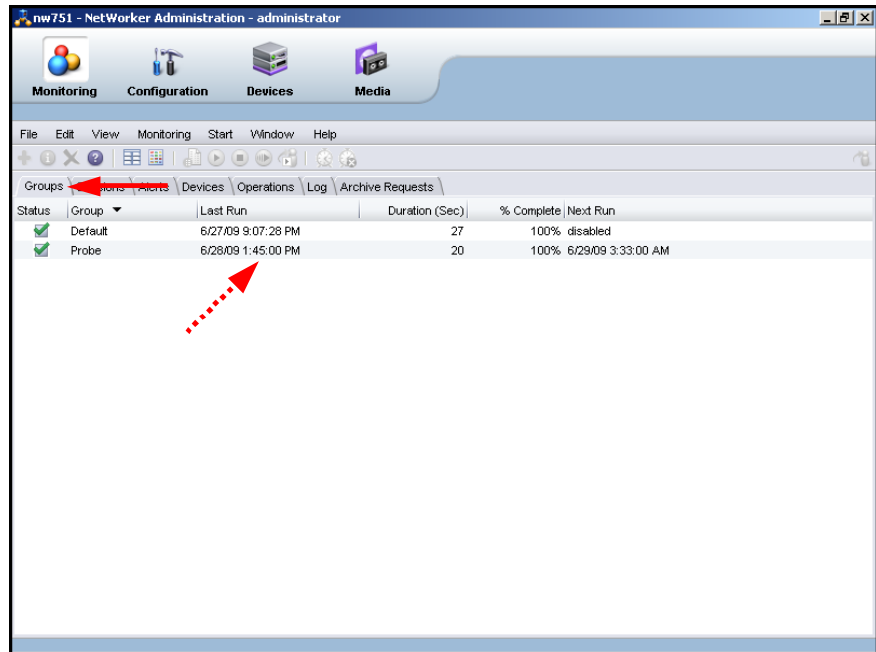 nw751 - NetWorker Administration - administrator
Monitoring Configuration Devices Media
File Edit View Monitoring Start Window Help
Groups Alerts Devices Operations Log Archive Requests
Status Group Last Run Duration (Sec) % Complete Next Run
Default 6/27/09 9:07:28 PM 27 100% disabled
Probe 6/28/09 1:45:00 PM 20 100% 6/29/09 3:33:00 AM